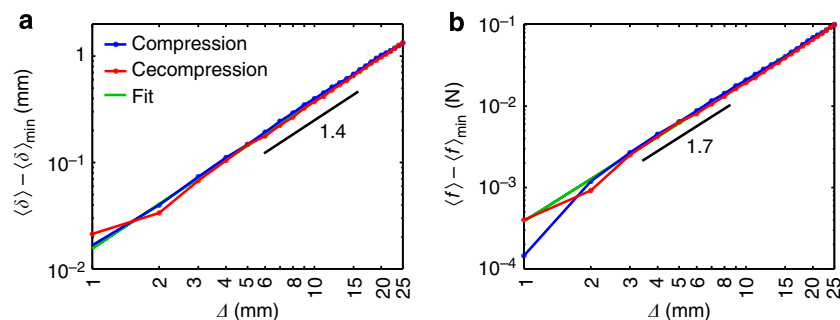 a
Compression
Cecompression
Fit
1.4
1
10⁻¹
10⁻²
⟨δ⟩ − ⟨δ⟩min (mm)
1 2 3 4 5 6 8 10 15 20 25
Δ (mm)
b
1.7
10⁻¹
10⁻²
10⁻³
10⁻⁴
⟨f⟩ − ⟨f⟩min (N)
1 2 3 4 5 6 8 10 15 20 25
Δ (mm)